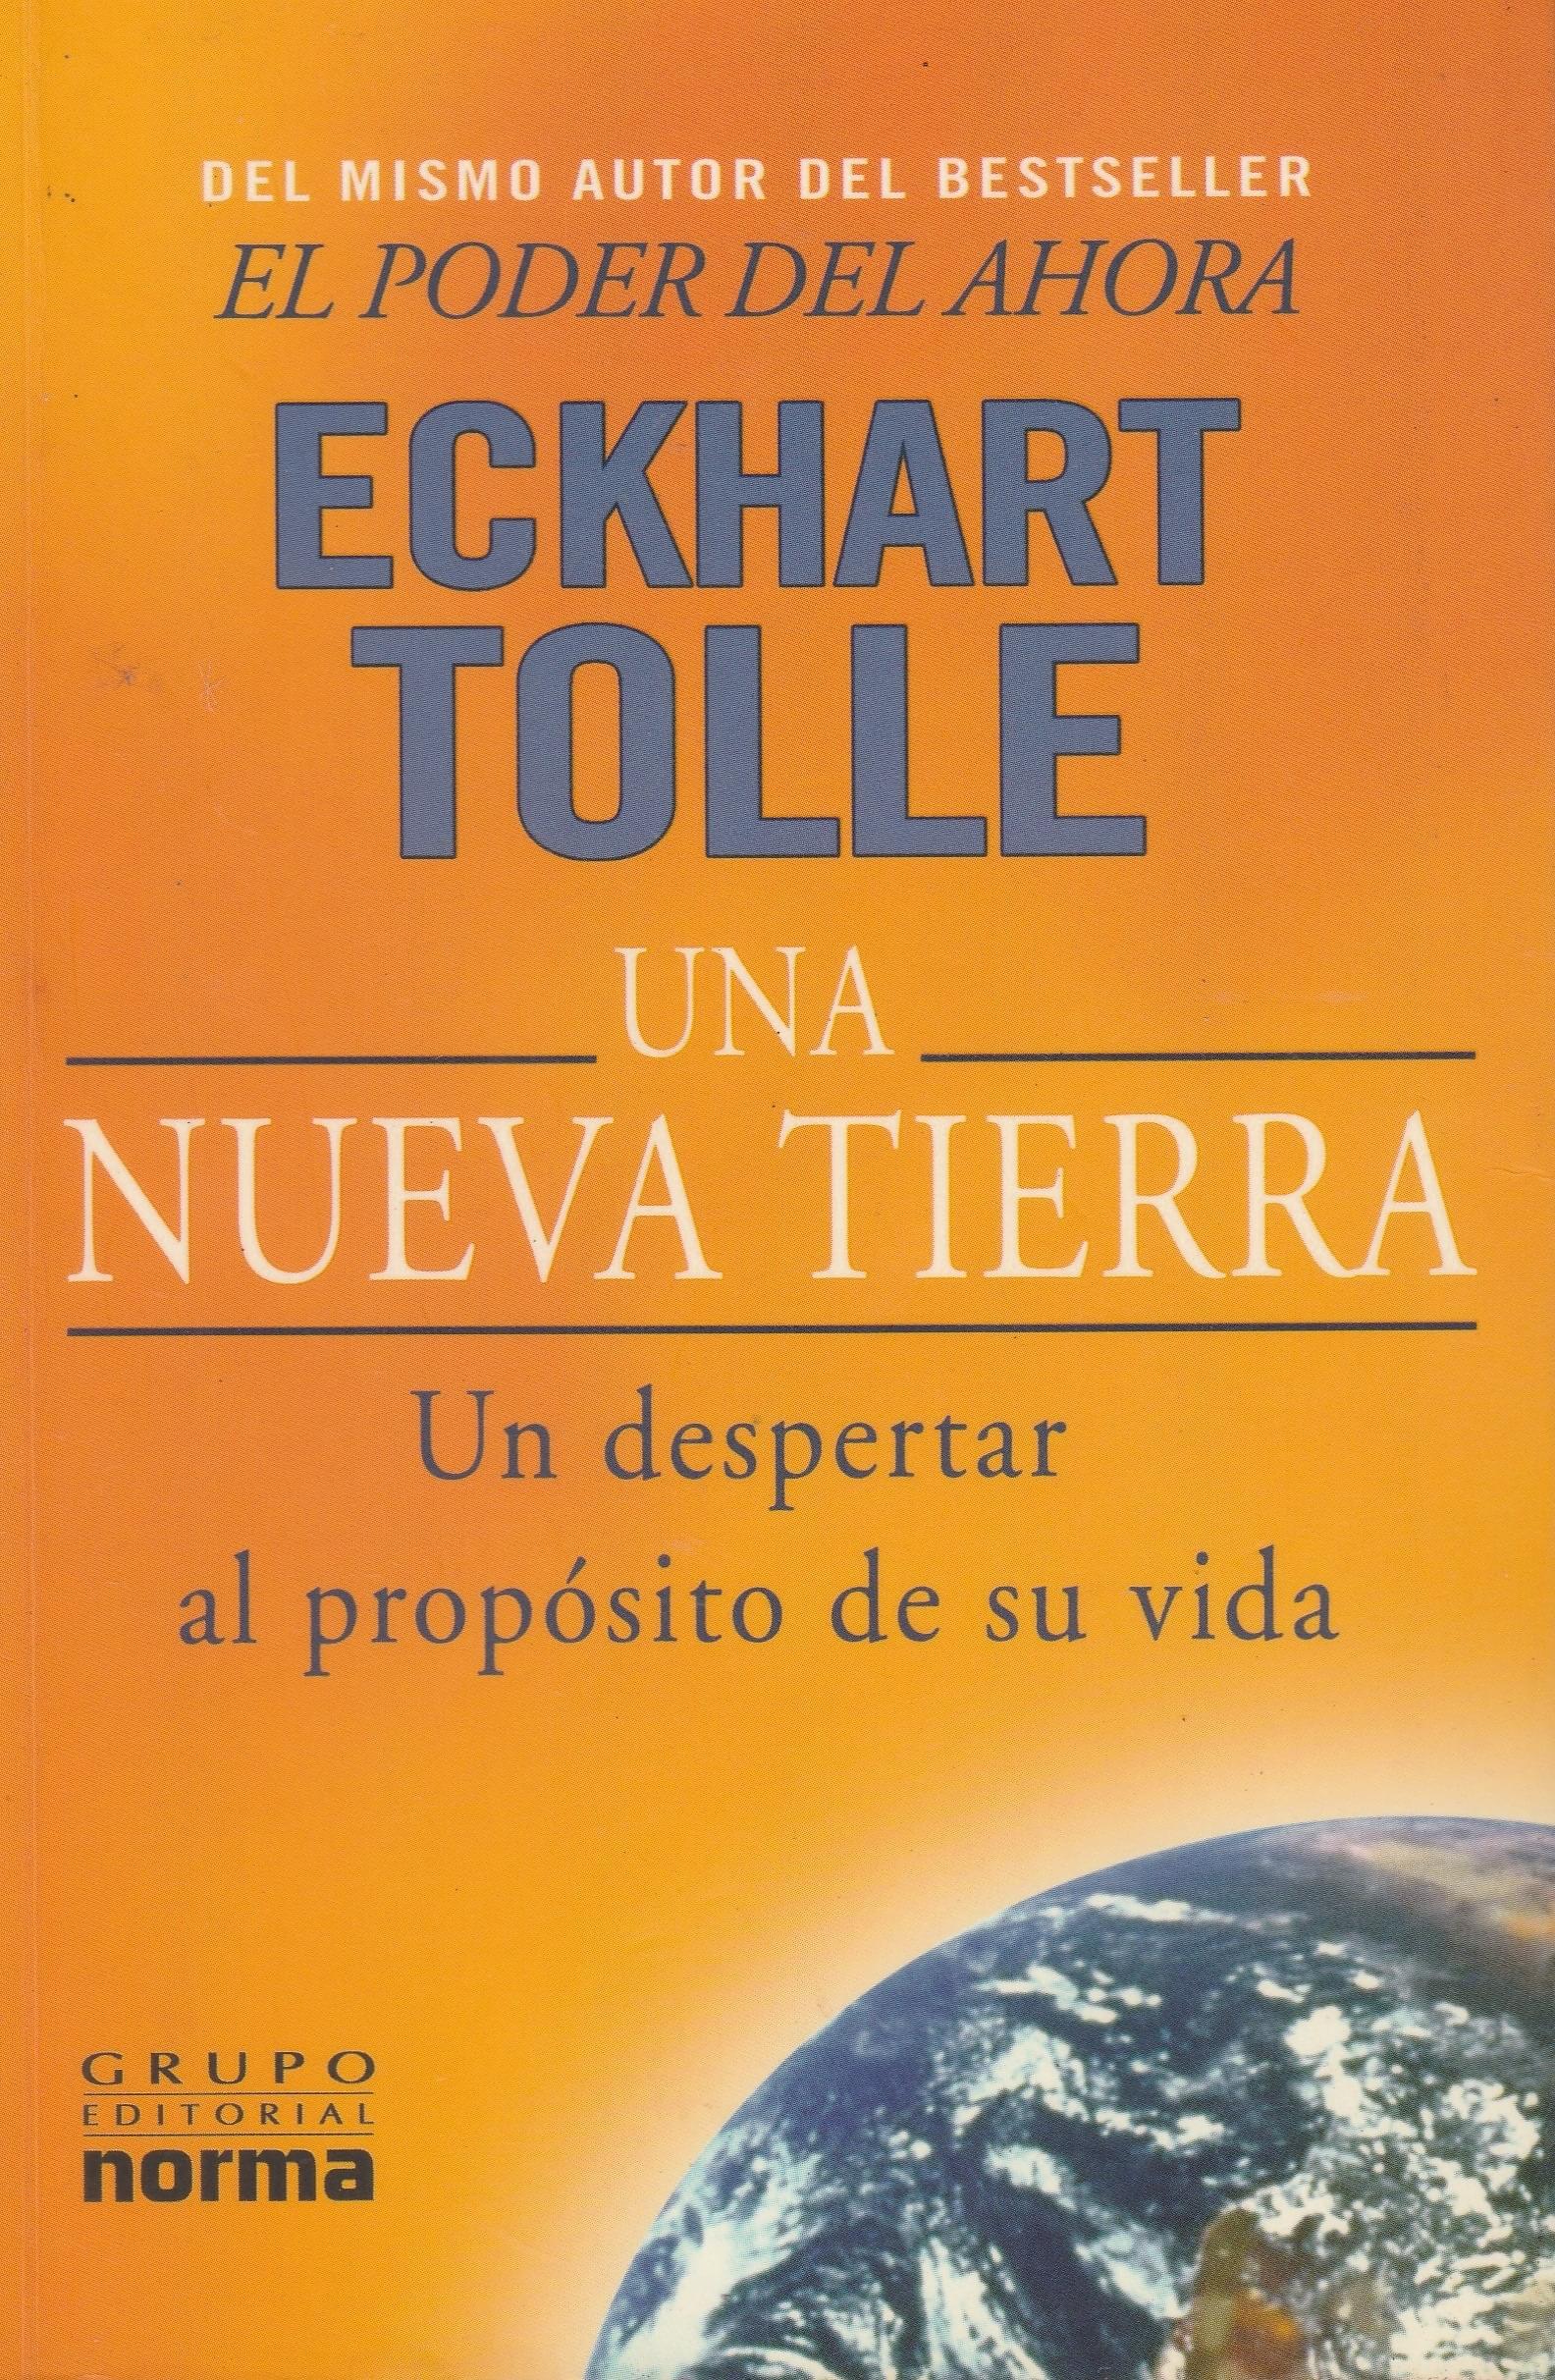 DEL MISMO AUTOR DEL BESTSELLER
EL PODER DEL AHORA
ECKHART
TOLLE
UNA
NUEVA TIERRA
Un despertar
al propósito de su vida
GRUPO
EDITORIAL
norma